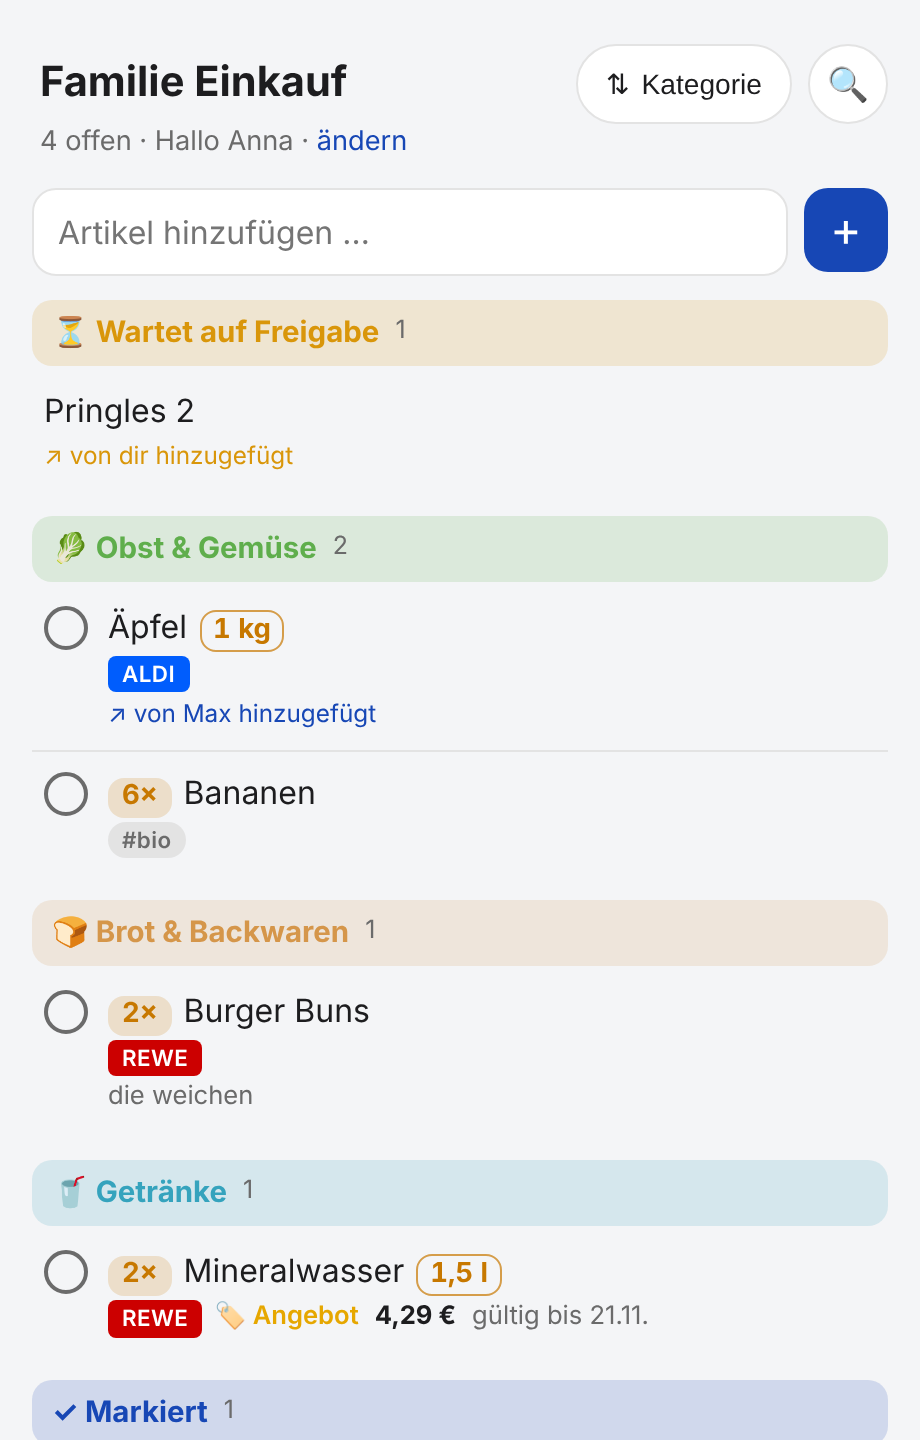 Familie Einkauf
⇅ Kategorie
4 offen · Hallo Anna · ändern
Artikel hinzufügen ...
+
Wartet auf Freigabe 1
Pringles 2
↗ von dir hinzugefügt
Obst & Gemüse 2
Äpfel 1 kg
ALDI
↗ von Max hinzugefügt
6× Bananen
#bio
Brot & Backwaren 1
2× Burger Buns
REWE
die weichen
Getränke 1
2× Mineralwasser 1,5 l
REWE Angebot 4,29 € gültig bis 21.11.
✓ Markiert 1